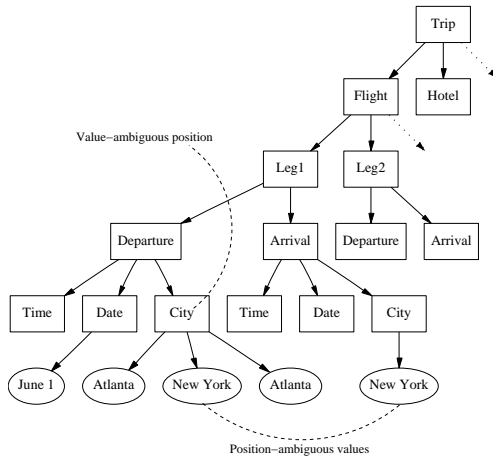 Trip
Flight
Hotel
Value−ambiguous position
Leg1
Leg2
Departure
Arrival
Departure
Arrival
Time
Date
City
Time
Date
City
June 1
Atlanta
New York
Atlanta
New York
Position−ambiguous values